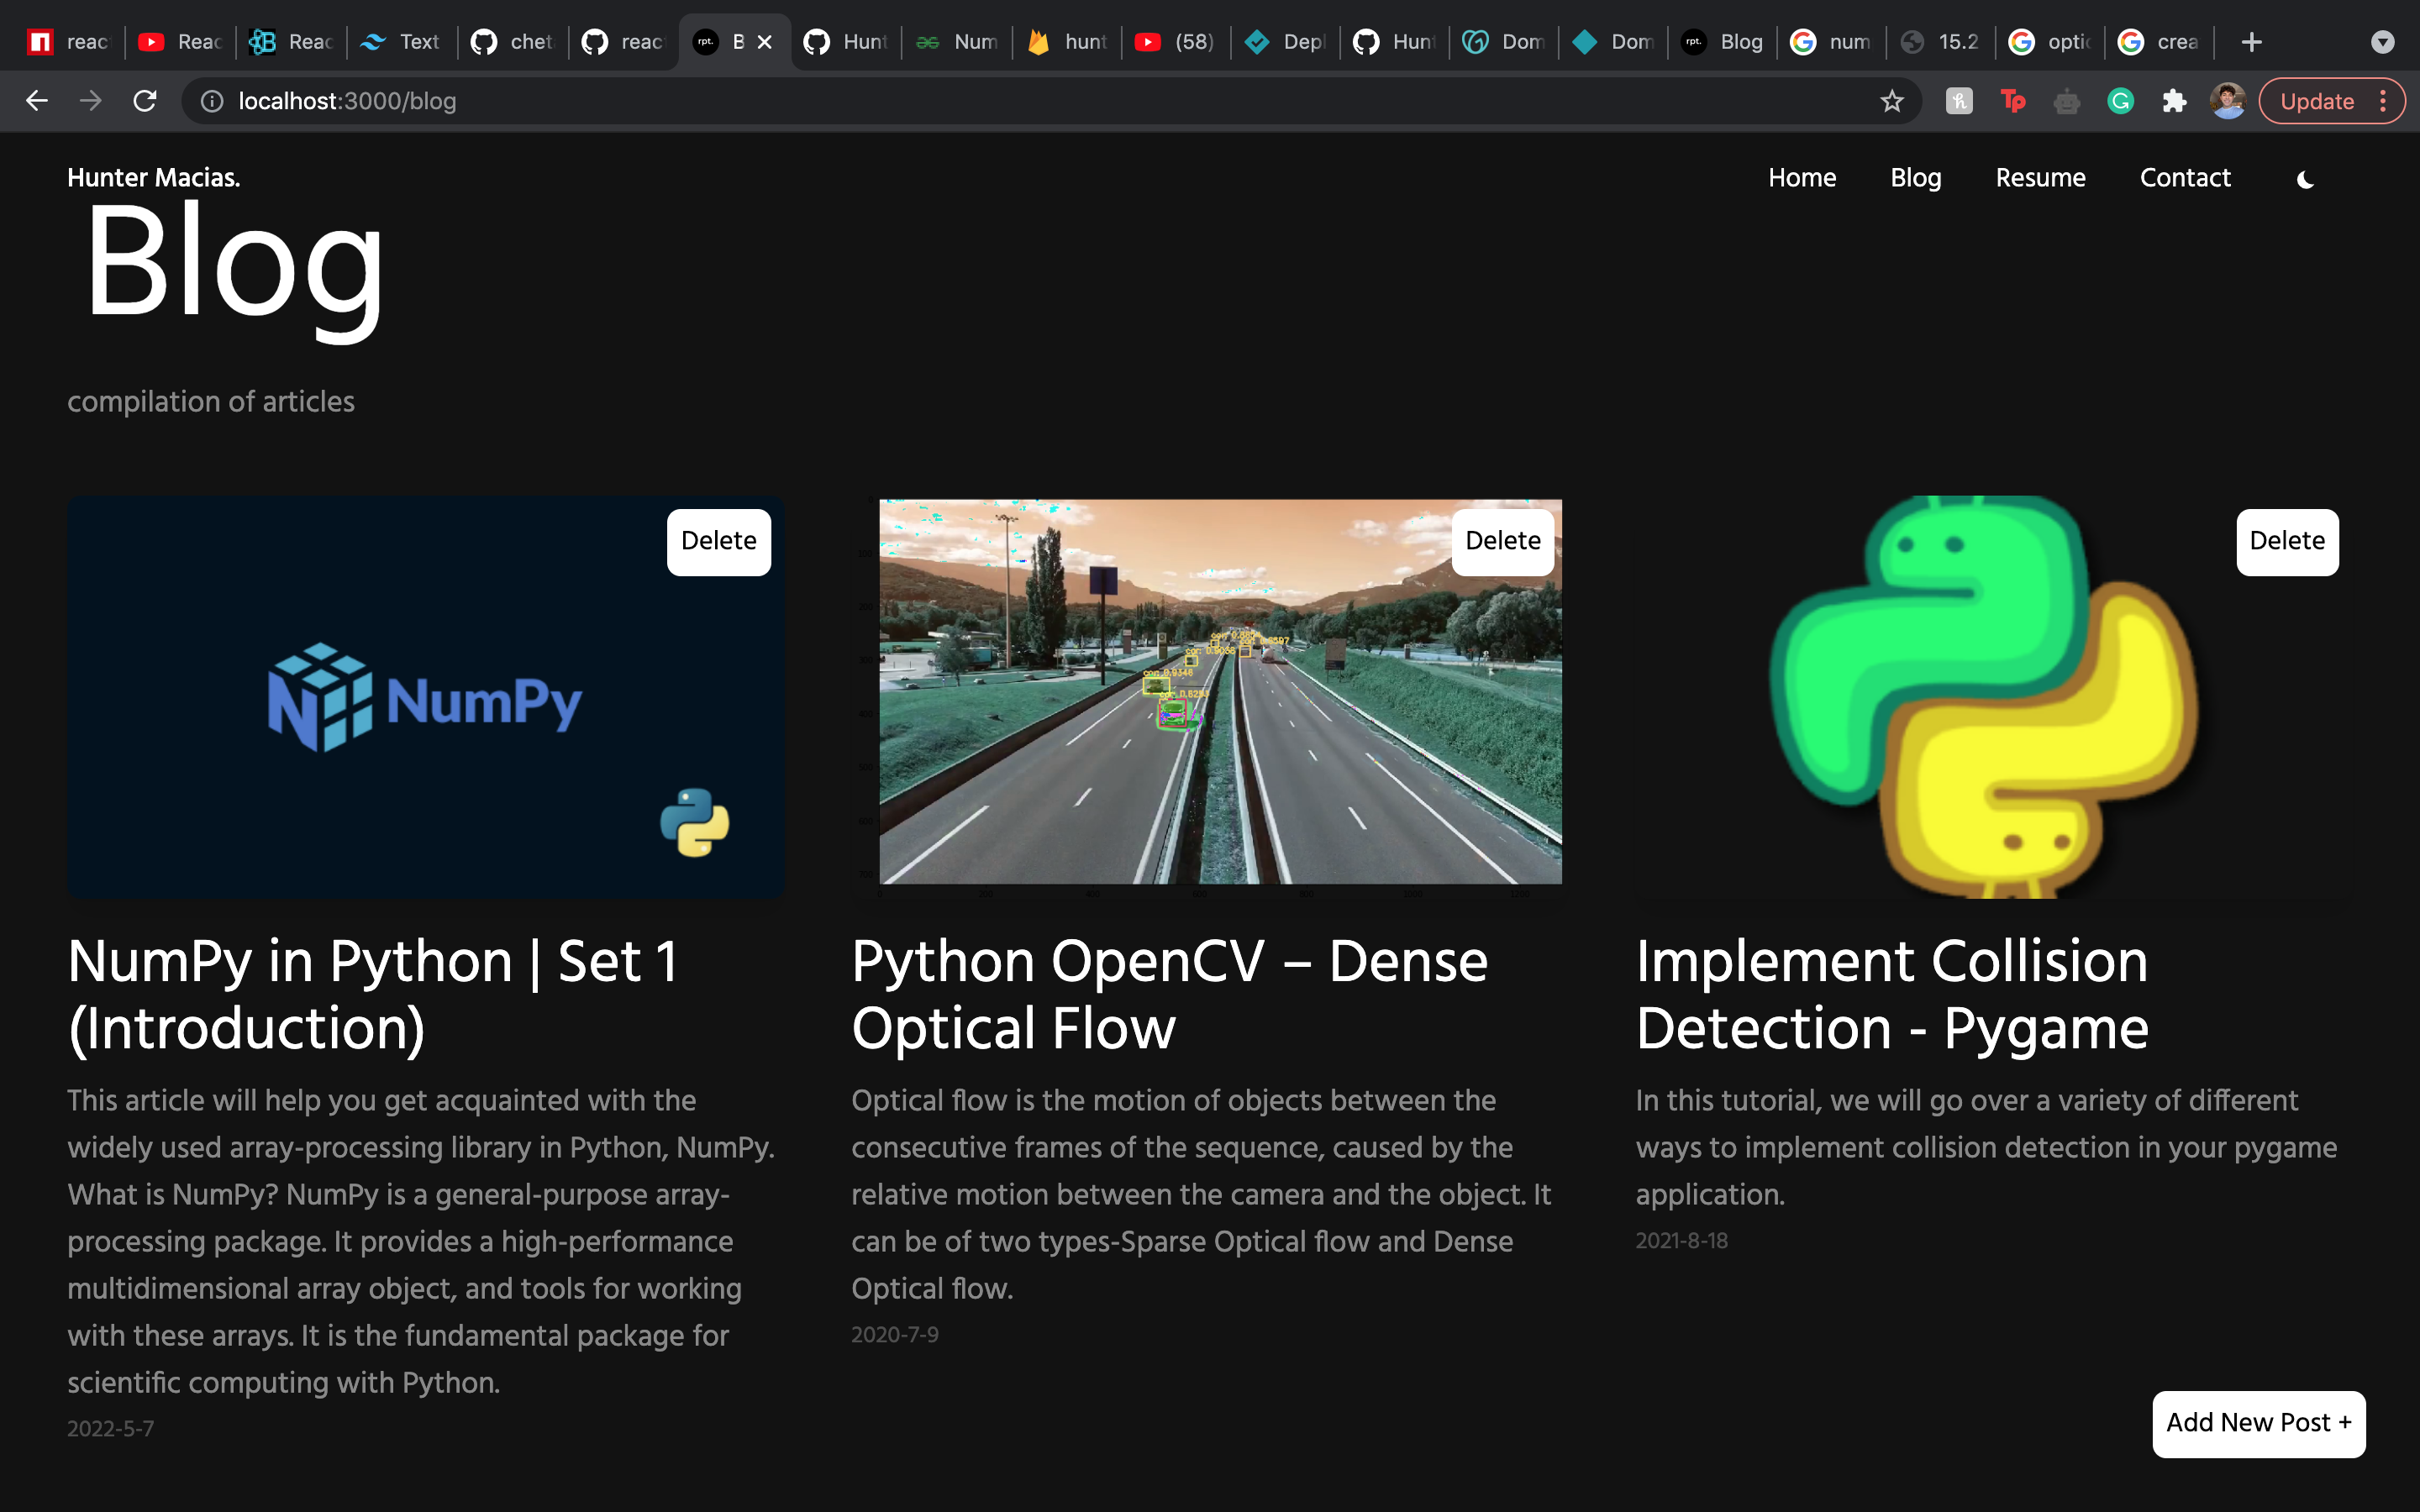 reac
Reac
Reac
Text
chet
reac
rpt.
B
Hunt
Num
hunt
(58)
Depl
Hunt
Dom
Dom
rpt.
Blog
num
15.2
optic
crea
localhost:3000/blog
Tp
Update
Hunter Macias.
Home
Blog
Resume
Contact
Blog
compilation of articles
Delete
NumPy
Delete
Delete
NumPy in Python | Set 1
(Introduction)
This article will help you get acquainted with the
widely used array-processing library in Python, NumPy.
What is NumPy? NumPy is a general-purpose array-
processing package. It provides a high-performance
multidimensional array object, and tools for working
with these arrays. It is the fundamental package for
scientific computing with Python.
2022-5-7
Python OpenCV – Dense
Optical Flow
Optical flow is the motion of objects between the
consecutive frames of the sequence, caused by the
relative motion between the camera and the object. It
can be of two types-Sparse Optical flow and Dense
Optical flow.
2020-7-9
Implement Collision
Detection - Pygame
In this tutorial, we will go over a variety of different
ways to implement collision detection in your pygame
application.
2021-8-18
Add New Post +